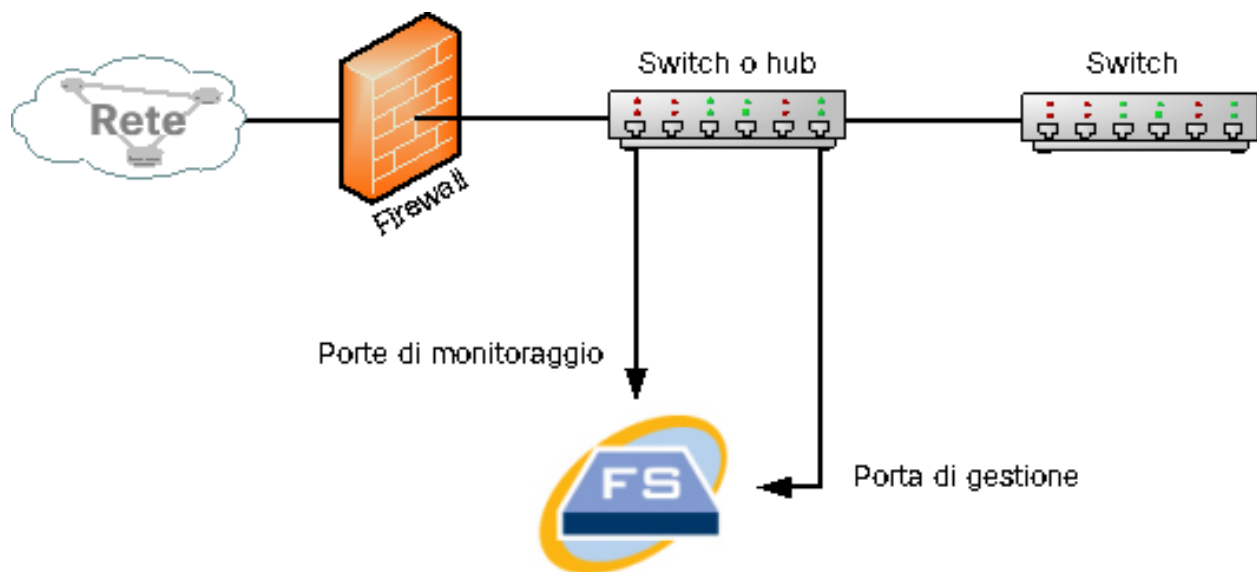 Switch o hub
Switch
Rete
Firewall
Porte di monitoraggio
FS
Porta di gestione